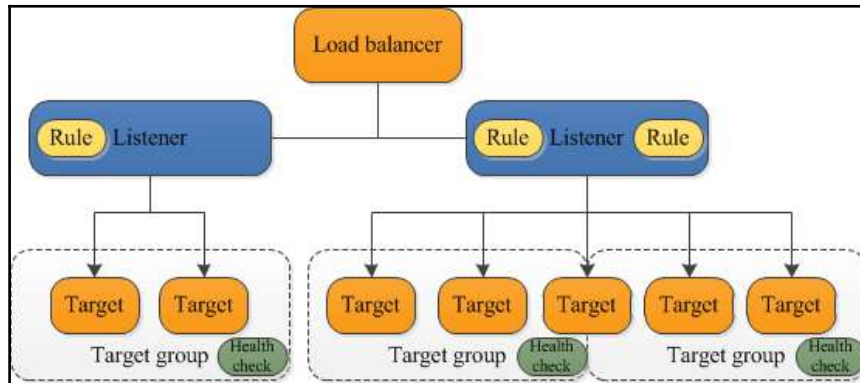 Load balancer
Rule Listener
Rule Listener Rule
Target Target
Target Target Target Target Target
Target group Health check
Target group Health check
Target group Health check